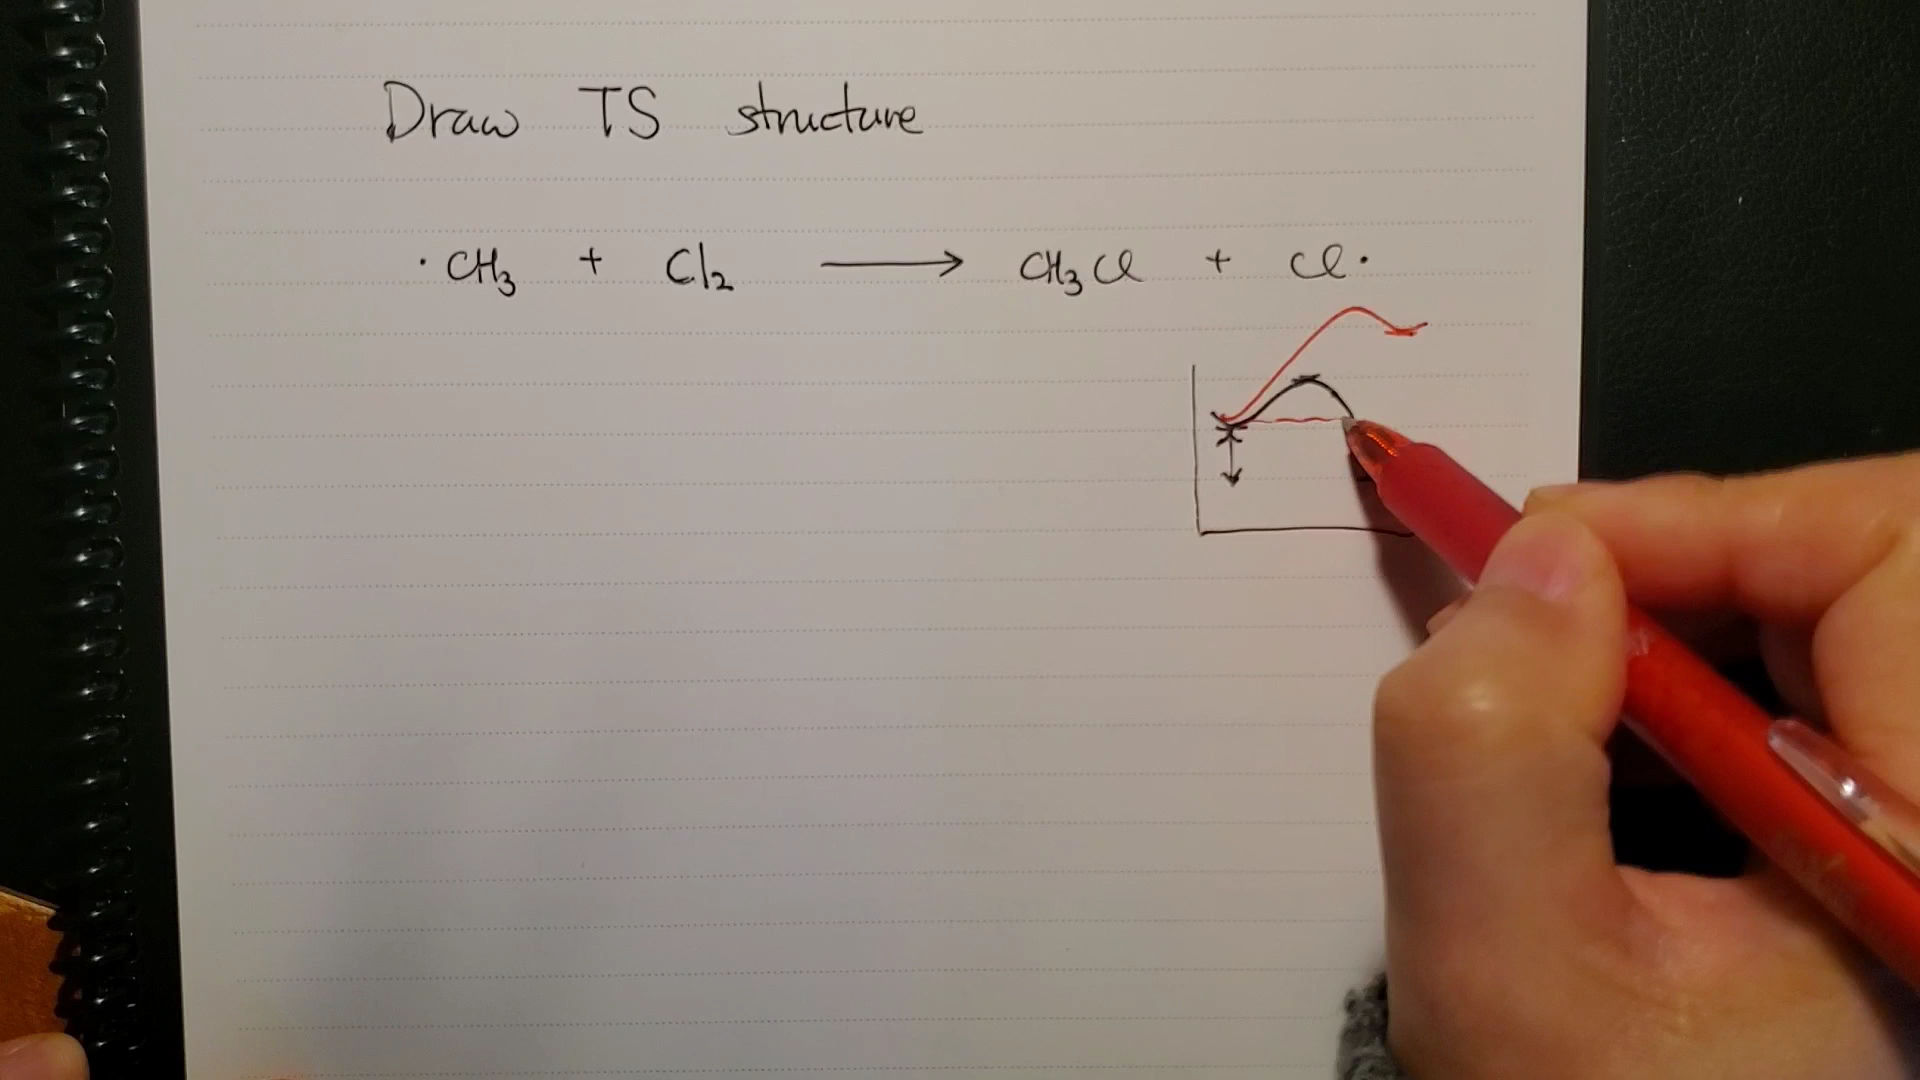 Draw TS structure
·CH₃ + Cl₂ ⟶ CH₃Cl + Cl·